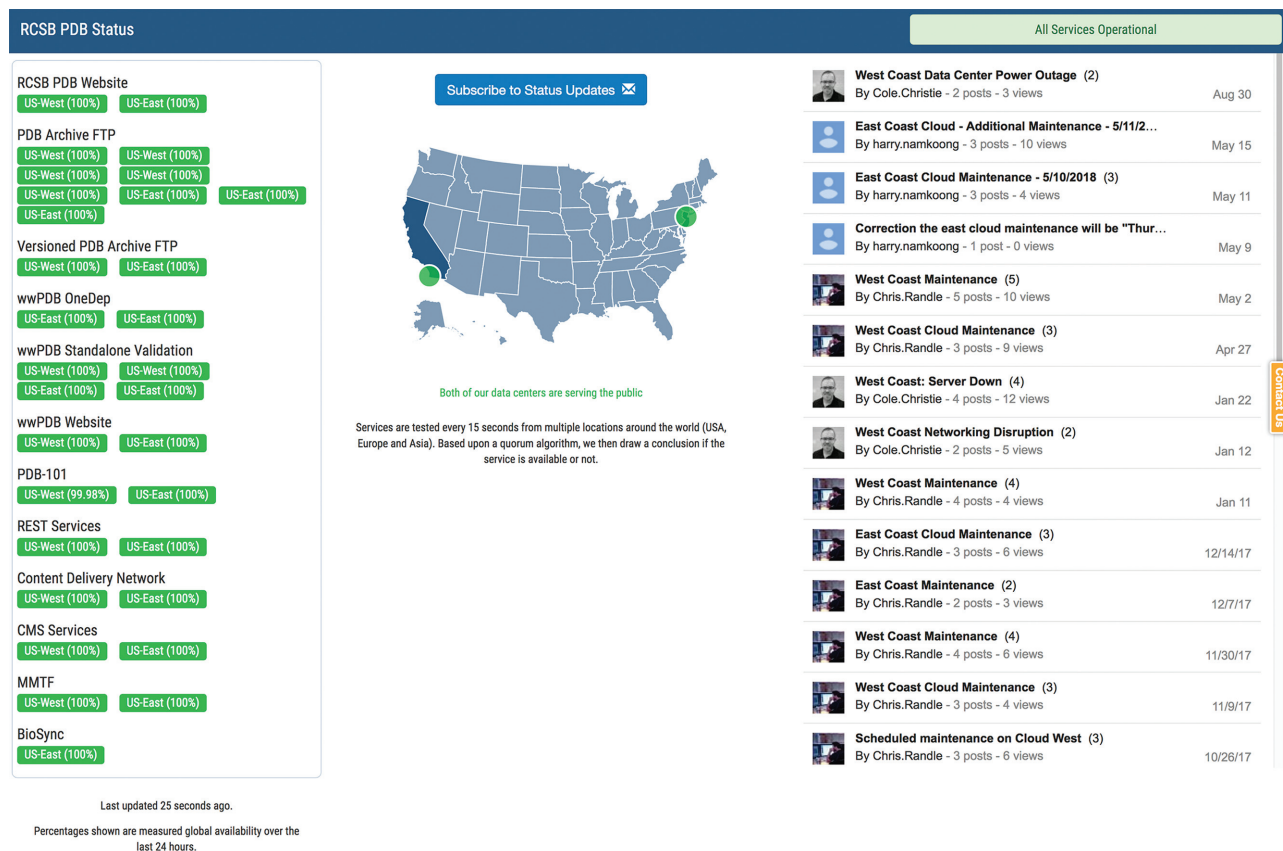 RCSB PDB Status
All Services Operational
RCSB PDB Website
US-West (100%) US-East (100%)
PDB Archive FTP
US-West (100%) US-West (100%)
US-West (100%) US-West (100%)
US-West (100%) US-East (100%) US-East (100%)
US-East (100%)
Versioned PDB Archive FTP
US-West (100%) US-East (100%)
wwPDB OneDep
US-East (100%) US-East (100%)
wwPDB Standalone Validation
US-West (100%) US-West (100%)
US-East (100%) US-East (100%)
wwPDB Website
US-West (100%) US-East (100%)
PDB-101
US-West (99.98%) US-East (100%)
REST Services
US-West (100%) US-East (100%)
Content Delivery Network
US-West (100%) US-East (100%)
CMS Services
US-West (100%) US-East (100%)
MMTF
US-West (100%) US-East (100%)
BioSync
US-East (100%)
Last updated 25 seconds ago.
Percentages shown are measured global availability over the
last 24 hours.
Subscribe to Status Updates
Both of our data centers are serving the public
Services are tested every 15 seconds from multiple locations around the world (USA,
Europe and Asia). Based upon a quorum algorithm, we then draw a conclusion if the
service is available or not.
West Coast Data Center Power Outage (2)
By Cole.Christie - 2 posts - 3 views Aug 30
East Coast Cloud - Additional Maintenance - 5/11/2...
By harry.namkoong - 3 posts - 10 views May 15
East Coast Cloud Maintenance - 5/10/2018 (3)
By harry.namkoong - 3 posts - 4 views May 11
Correction the east cloud maintenance will be "Thur...
By harry.namkoong - 1 post - 0 views May 9
West Coast Maintenance (5)
By Chris.Randle - 5 posts - 10 views May 2
West Coast Cloud Maintenance (3)
By Chris.Randle - 3 posts - 9 views Apr 27
West Coast: Server Down (4)
By Cole.Christie - 4 posts - 12 views Jan 22
West Coast Networking Disruption (2)
By Cole.Christie - 2 posts - 5 views Jan 12
West Coast Maintenance (4)
By Chris.Randle - 4 posts - 4 views Jan 11
East Coast Cloud Maintenance (3)
By Chris.Randle - 3 posts - 6 views 12/14/17
East Coast Maintenance (2)
By Chris.Randle - 2 posts - 3 views 12/7/17
West Coast Maintenance (4)
By Chris.Randle - 4 posts - 6 views 11/30/17
West Coast Cloud Maintenance (3)
By Chris.Randle - 3 posts - 4 views 11/9/17
Scheduled maintenance on Cloud West (3)
By Chris.Randle - 3 posts - 6 views 10/26/17
Contact Us